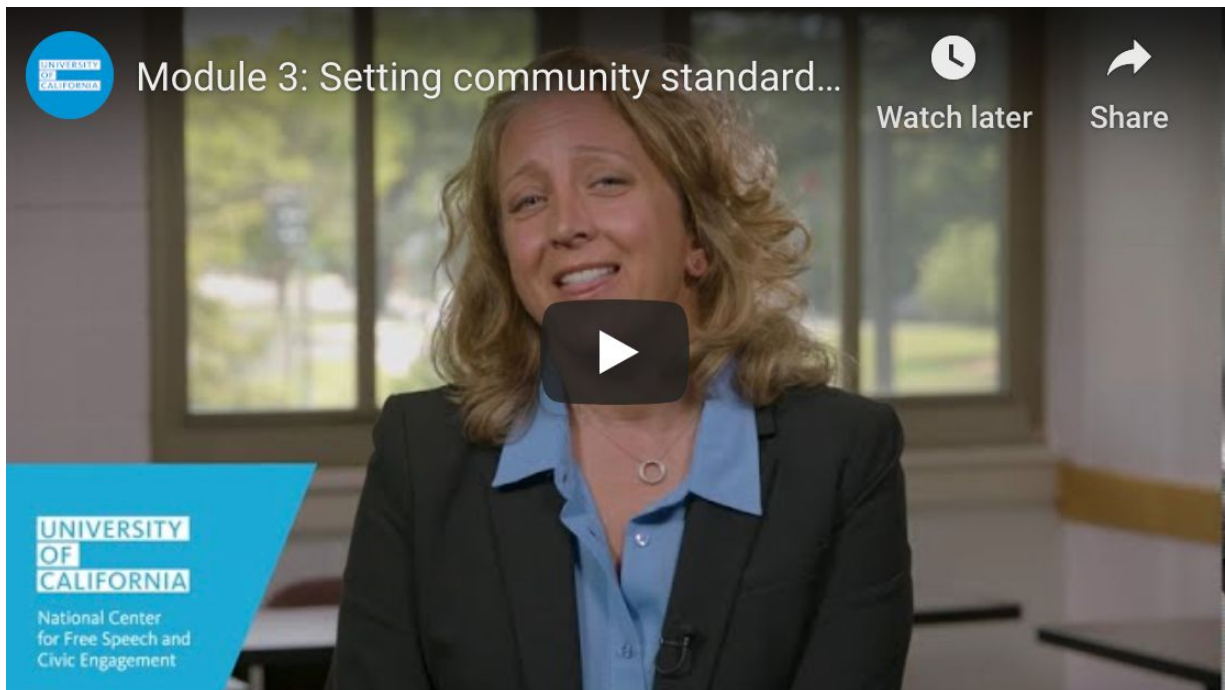 UNIVERSITY
OF
CALIFORNIA
Module 3: Setting community standard…
Watch later
Share
UNIVERSITY
OF
CALIFORNIA
National Center
for Free Speech and
Civic Engagement